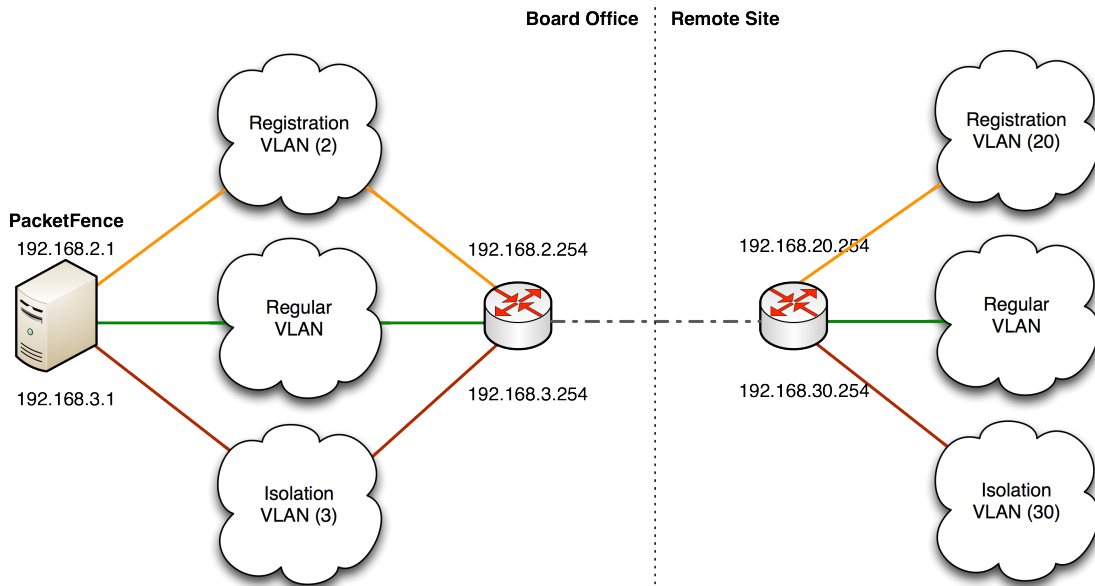 Board Office
Remote Site
Registration
VLAN (2)
Registration
VLAN (20)
PacketFence
192.168.2.1
192.168.2.254
192.168.20.254
Regular
VLAN
Regular
VLAN
192.168.3.1
192.168.3.254
192.168.30.254
Isolation
VLAN (3)
Isolation
VLAN (30)